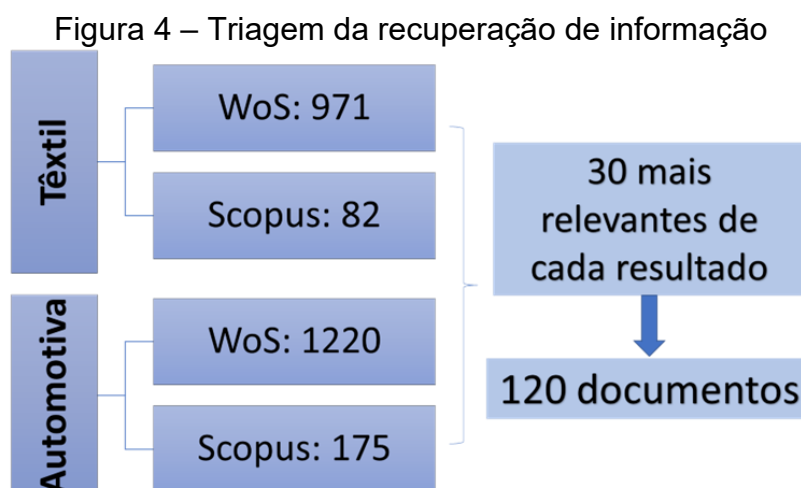 Figura 4 – Triagem da recuperação de informação
Têxtil
WoS: 971
Scopus: 82
Automotiva
WoS: 1220
Scopus: 175
30 mais
relevantes de
cada resultado
120 documentos